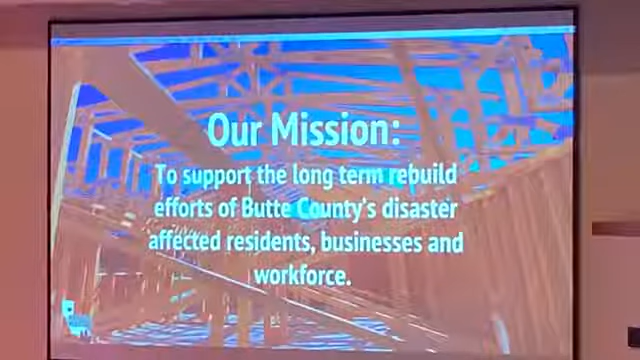 Our Mission:
To support the long term rebuild
efforts of Butte County's disaster
affected residents, businesses and
workforce.